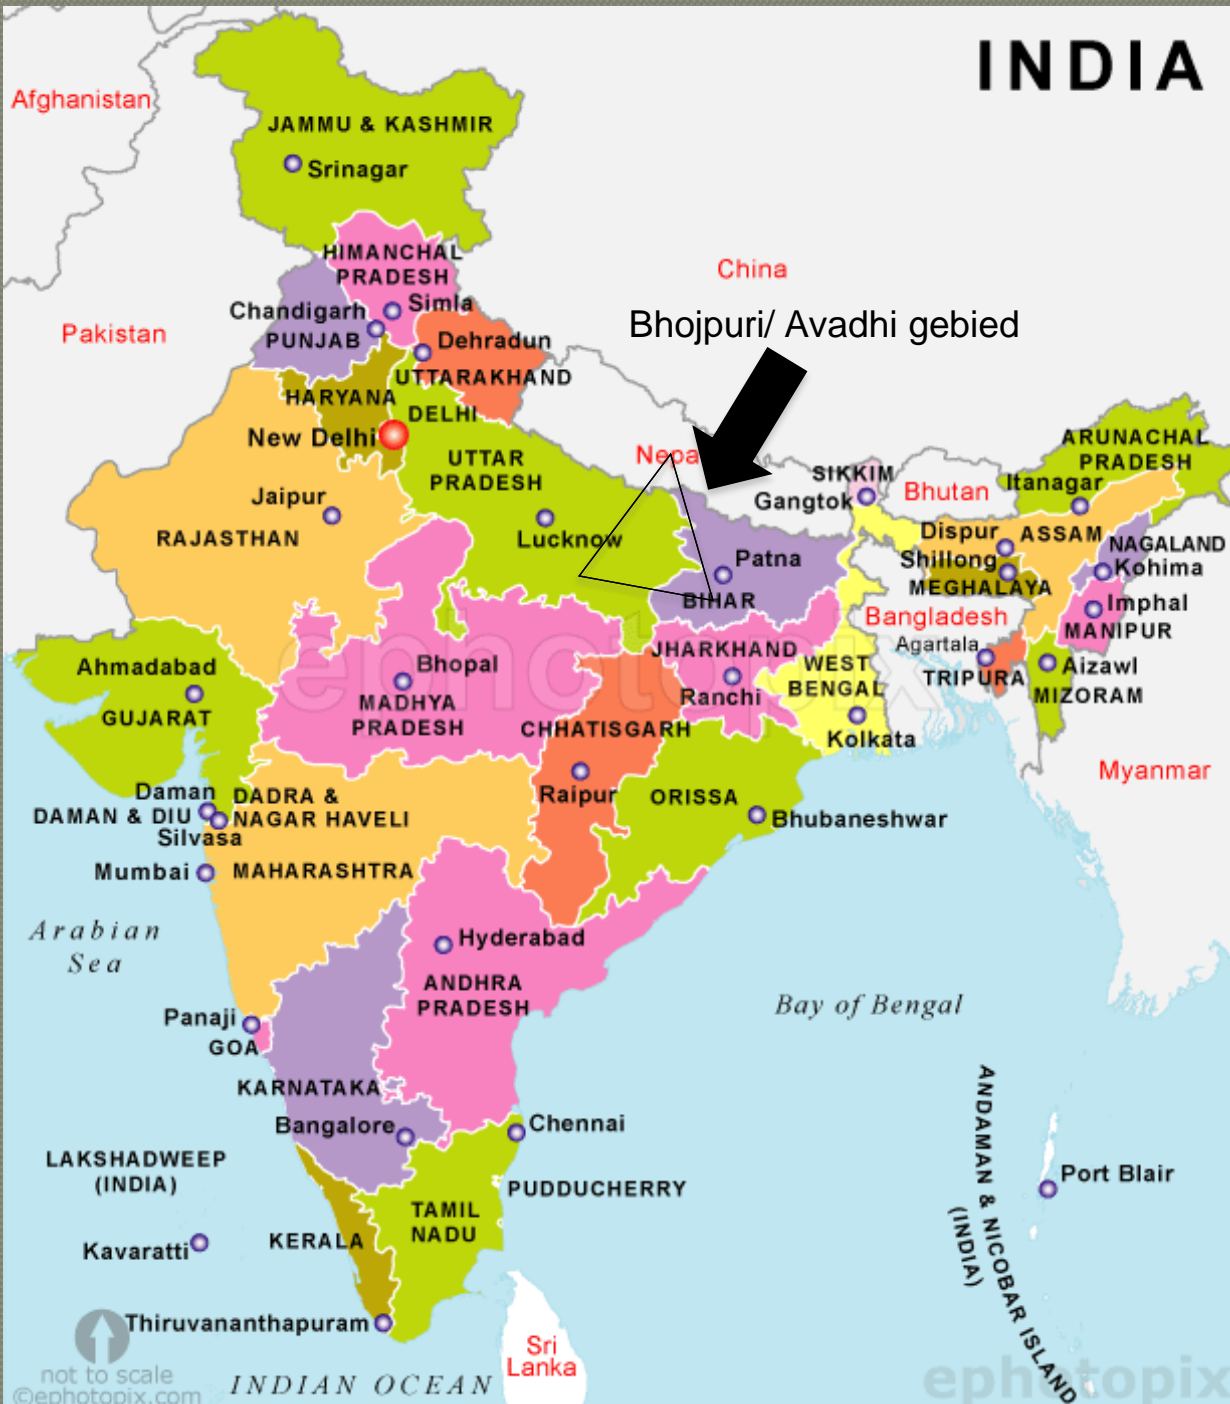 INDIA
Afghanistan
JAMMU & KASHMIR
Srinagar
HIMANCHAL
PRADESH
China
Chandigarh
Simla
Pakistan
PUNJAB
Dehradun
Bhojpuri/ Avadhi gebied
UTTARAKHAND
HARYANA
DELHI
New Delhi
UTTAR
PRADESH
Nepa
SIKKIM
Gangtok
Bhutan
ARUNACHAL
PRADESH
Itanagar
Jaipur
RAJASTHAN
Lucknow
Patna
BIHAR
Dispur
ASSAM
NAGALAND
Shillong
Kohima
MEGHALAYA
Imphal
MANIPUR
Bangladesh
Agartala
TRIPURA
Aizawl
MIZORAM
Ahmadabad
GUJARAT
Bhopal
MADHYA
PRADESH
JHARKHAND
Ranchi
WEST
BENGAL
Kolkata
ephotopix
CHHATISGARH
Raipur
ORISSA
Bhubaneshwar
Myanmar
Daman
DAMAN & DIU
DADRA &
NAGAR HAVELI
Silvasa
Mumbai
MAHARASHTRA
Arabian
Sea
Hyderabad
ANDHRA
PRADESH
Bay of Bengal
Panaji
GOA
KARNATAKA
Bangalore
Chennai
LAKSHADWEEP
(INDIA)
PUDDUCHERRY
TAMIL
NADU
KERALA
Kavaratti
ANDAMAN & NICOBAR ISLAND
(INDIA)
Port Blair
Thiruvananthapuram
Sri
Lanka
not to scale
©ephotopix.com
INDIAN OCEAN
ephotopix